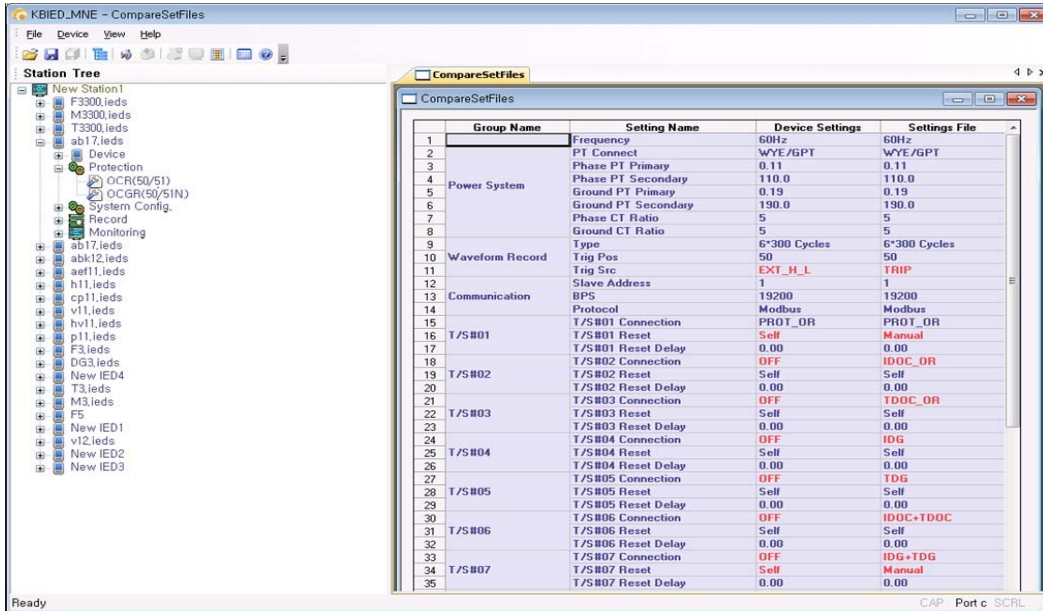 KBIED_MNE - CompareSetFiles
File Device View Help
Station Tree
New Station1
F3300,ieds
M3300,ieds
T3300,ieds
ab17,ieds
Device
Protection
OCR(50/51)
OCGR(50/51N)
System Config,
Record
Monitoring
ab17,ieds
abk12,ieds
aef11,ieds
h11,ieds
cp11,ieds
v11,ieds
hv11,ieds
p11,ieds
F3,ieds
DG3,ieds
New IED4
T3,ieds
M3,ieds
F5
New IED1
v12,ieds
New IED2
New IED3
CompareSetFiles
CompareSetFiles
Group Name Setting Name Device Settings Settings File
1 Frequency 60Hz 60Hz
2 PT Connect WYE/GPT WYE/GPT
3 Phase PT Primary 0.11 0.11
4 Phase PT Secondary 110.0 110.0
Power System
5 Ground PT Primary 0.19 0.19
6 Ground PT Secondary 190.0 190.0
7 Phase CT Ratio 5 5
8 Ground CT Ratio 5 5
9 Type 6*300 Cycles 6*300 Cycles
10 Waveform Record Trig Pos 50 50
11 Trig Src EXT_H_L TRIP
12 Slave Address 1 1
13 Communication BPS 19200 19200
14 Protocol Modbus Modbus
15 T/S#01 Connection PROT_OR PROT_OR
16 T/S#01 T/S#01 Reset Self Manual
17 T/S#01 Reset Delay 0.00 0.00
18 T/S#02 Connection OFF IDOC_OR
19 T/S#02 T/S#02 Reset Self Self
20 T/S#02 Reset Delay 0.00 0.00
21 T/S#03 Connection OFF TDOC_OR
22 T/S#03 T/S#03 Reset Self Self
23 T/S#03 Reset Delay 0.00 0.00
24 T/S#04 Connection OFF IDG
25 T/S#04 T/S#04 Reset Self Self
26 T/S#04 Reset Delay 0.00 0.00
27 T/S#05 Connection OFF TDG
28 T/S#05 T/S#05 Reset Self Self
29 T/S#05 Reset Delay 0.00 0.00
30 T/S#06 Connection OFF IDOC+TDOC
31 T/S#06 T/S#06 Reset Self Self
32 T/S#06 Reset Delay 0.00 0.00
33 T/S#07 Connection OFF IDG+TDG
34 T/S#07 T/S#07 Reset Self Manual
35 T/S#07 Reset Delay 0.00 0.00
Ready CAP Port c SCRL